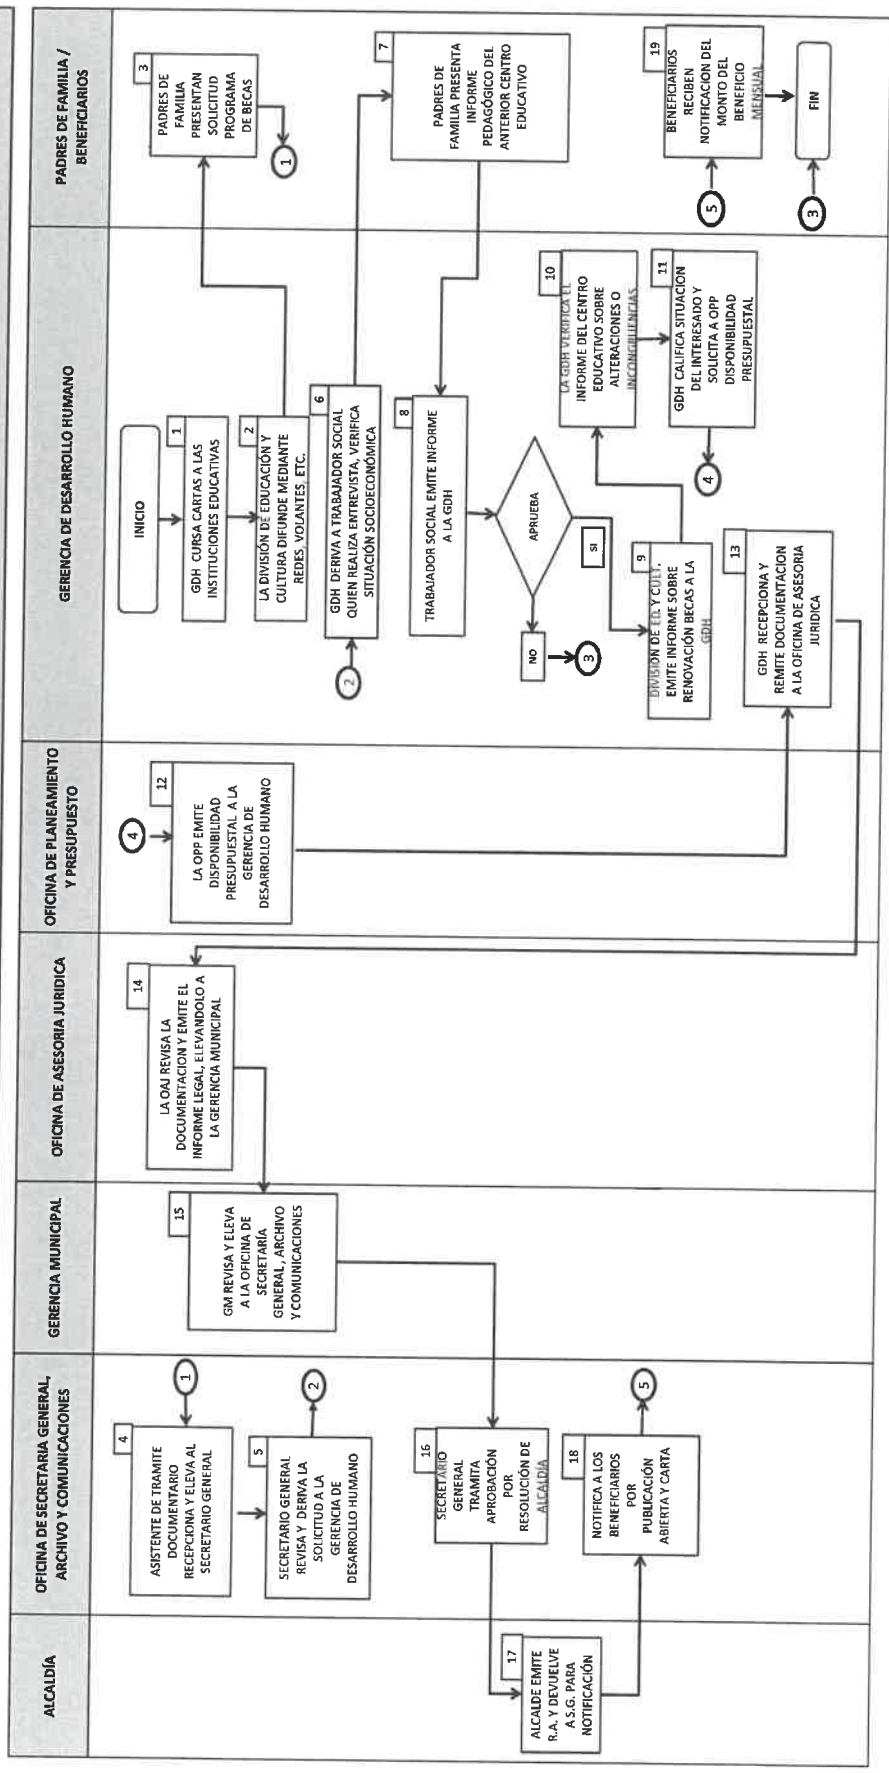 ALCALDÍA
OFICINA DE SECRETARIA GENERAL,
ARCHIVO Y COMUNICACIONES
GERENCIA MUNICIPAL
OFICINA DE ASESORIA JURIDICA
OFICINA DE PLANEAMIENTO
Y PRESUPUESTO
GERENCIA DE DESARROLLO HUMANO
PADRES DE FAMILIA /
BENEFICIARIOS
INICIO
1
GDH CURSA CARTAS A LAS
INSTITUCIONES EDUCATIVAS
2
LA DIVISIÓN DE EDUCACIÓN Y
CULTURA DIFUNDE MEDIANTE
REDES, VOLANTES, ETC.
3
PADRES DE
FAMILIA
PRESENTAN
SOLICITUD
PROGRAMA
DE BECAS
1
1
4
ASISTENTE DE TRAMITE
DOCUMENTARIO
RECEPCIONA Y ELEVA AL
SECRETARIO GENERAL
5
SECRETARIO GENERAL
REVISA Y DERIVA LA
SOLICITUD A LA
GERENCIA DE
DESARROLLO HUMANO
2
2
6
GDH DERIVA A TRABAJADOR SOCIAL
QUIEN REALIZA ENTREVISTA, VERIFICA
SITUACIÓN SOCIOECONÓMICA
7
PADRES DE
FAMILIA PRESENTA
INFORME
PEDAGÓGICO DEL
ANTERIOR CENTRO
EDUCATIVO
8
TRABAJADOR SOCIAL EMITE INFORME
A LA GDH
APRUEBA
NO
3
SI
9
DIVISIÓN DE ED. Y CULT.
EMITE INFORME SOBRE
RENOVACIÓN BECAS A LA
GDH
10
LA GDH VERIFICA EL
INFORME DEL CENTRO
EDUCATIVO SOBRE
ALTERACIONES O
INCONGRUENCIAS
11
GDH CALIFICA SITUACION
DEL INTERESADO Y
SOLICITA A OPP
DISPONIBILIDAD
PRESUPUESTAL
4
4
12
LA OPP EMITE
DISPONIBILIDAD
PRESUPUESTAL A LA
GERENCIA DE
DESARROLLO HUMANO
13
GDH RECEPCIONA Y
REMITE DOCUMENTACION
A LA OFICINA DE ASESORIA
JURIDICA
14
LA OAJ REVISA LA
DOCUMENTACION Y EMITE EL
INFORME LEGAL, ELEVANDOLO A
LA GERENCIA MUNICIPAL
15
GM REVISA Y ELEVA
A LA OFICINA DE
SECRETARÍA
GENERAL, ARCHIVO
Y COMUNICACIONES
16
SECRETARIO
GENERAL
TRAMITA
APROBACIÓN
POR
RESOLUCIÓN DE
ALCALDÍA
17
ALCALDE EMITE
R.A. Y DEVUELVE
A S.G. PARA
NOTIFICACIÓN
18
NOTIFICA A LOS
BENEFICIARIOS
POR
PUBLICACIÓN
ABIERTA Y CARTA
5
5
19
BENEFICIARIOS
RECIBEN
NOTIFICACION DEL
MONTO DEL
BENEFICIO
MENSUAL
3
FIN